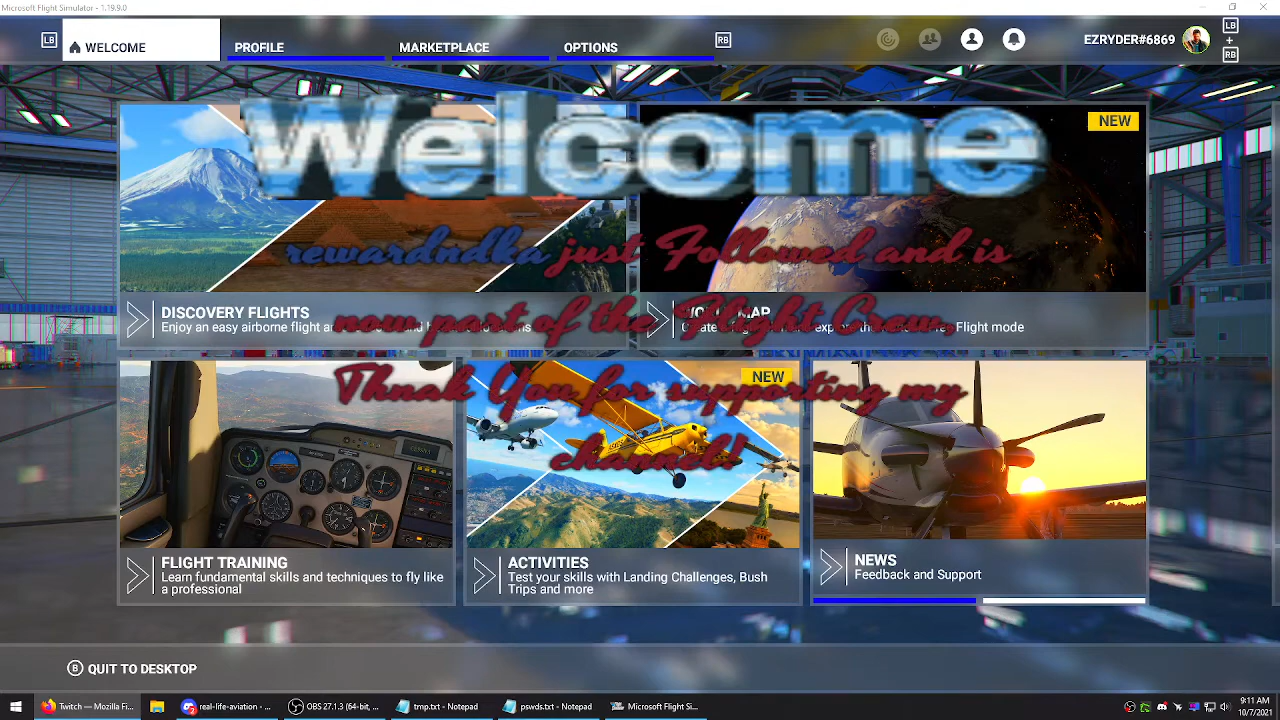 Microsoft Flight Simulator - 1.19.9.0
LB
WELCOME
PROFILE
MARKETPLACE
OPTIONS
RB
EZRYDER#6869
LB
+
RB
Welcome
NEW
rewardndka just Followed and is
now part of the Flight Crew,
Thnak You for supporting my
channel!
DISCOVERY FLIGHTS
Enjoy an easy airborne flight
MAP
Flight mode
NEW
FLIGHT TRAINING
Learn fundamental skills and techniques to fly like
a professional
ACTIVITIES
Test your skills with Landing Challenges, Bush
Trips and more
NEWS
Feedback and Support
B QUIT TO DESKTOP
Twitch — Mozilla Fi...
real-life-aviation - ...
OBS 27.1.3 (64-bit, ...
tmp.txt - Notepad
pswds.txt - Notepad
Microsoft Flight Si...
9:11 AM
10/7/2021